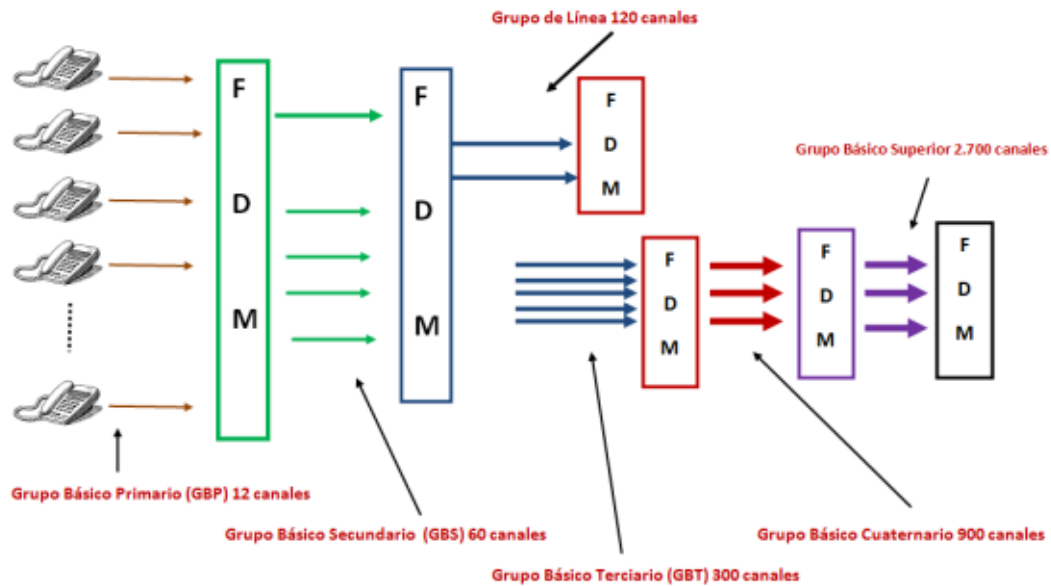 Grupo de Línea 120 canales
F
D
M
F
D
M
F
D
M
Grupo Básico Superior 2.700 canales
F
D
M
F
D
M
F
D
M
Grupo Básico Primario (GBP) 12 canales
Grupo Básico Secundario (GBS) 60 canales
Grupo Básico Cuaternario 900 canales
Grupo Básico Terciario (GBT) 300 canales